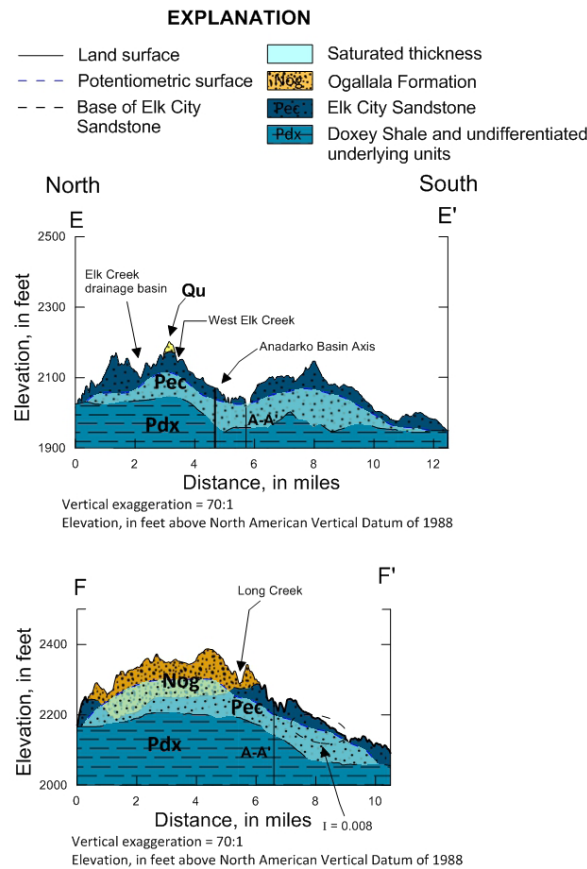 EXPLANATION
Land surface
Potentiometric surface
Base of Elk City
Sandstone
Saturated thickness
Nog Ogallala Formation
Pec Elk City Sandstone
Pdx Doxey Shale and undifferentiated
underlying units
North
South
E
E'
2500
2300
2100
1900
Elevation, in feet
Elk Creek
drainage basin
Qu
West Elk Creek
Anadarko Basin Axis
Pec
Pdx
A-A'
0 2 4 6 8 10 12
Distance, in miles
Vertical exaggeration = 70:1
Elevation, in feet above North American Vertical Datum of 1988
F
F'
2400
2200
2000
Elevation, in feet
Long Creek
Nog
Pec
Pdx
A-A'
0 2 4 6 8 10
I = 0.008
Distance, in miles
Vertical exaggeration = 70:1
Elevation, in feet above North American Vertical Datum of 1988